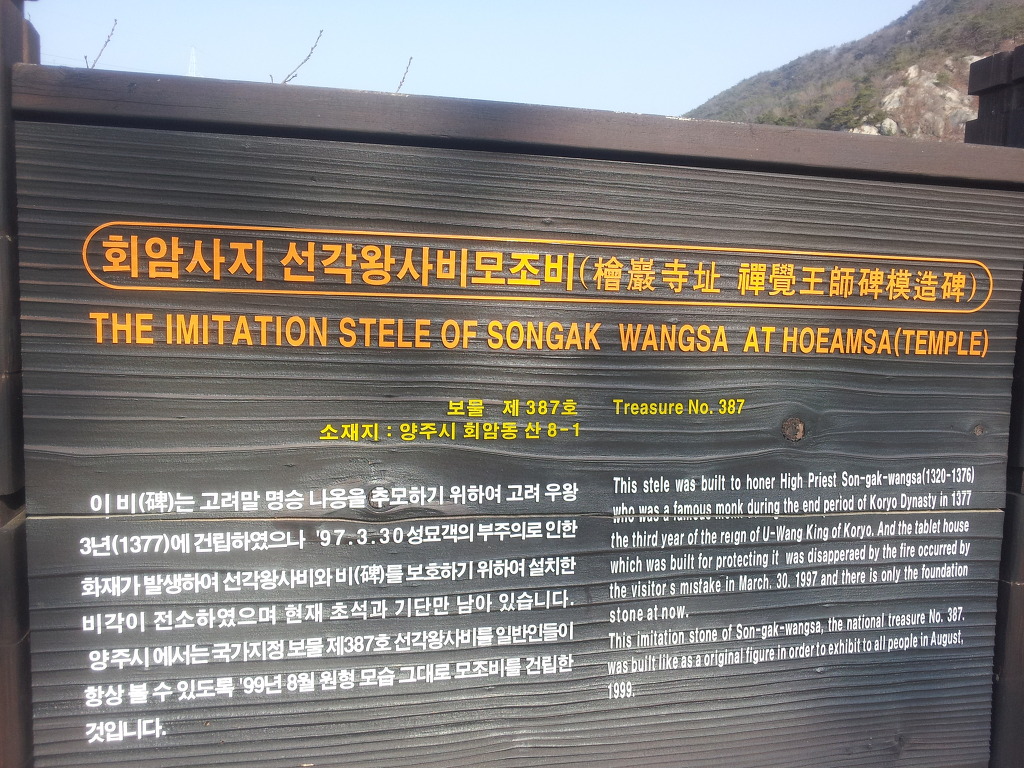 회암사지 선각왕사비모조비(檜巖寺址 禪覺王師碑模造碑)
THE IMITATION STELE OF SONGAK WANGSA AT HOEAMSA(TEMPLE)
보물 제387호 Treasure No. 387
소재지 : 양주시 회암동 산 8-1
이 비(碑)는 고려말 명승 나옹을 추모하기 위하여 고려 우왕
3년(1377)에 건립하였으나 '97.3.30 성묘객의 부주의로 인한
화재가 발생하여 선각왕사비와 비(碑)를 보호하기 위하여 설치한
비각이 전소하였으며 현재 초석과 기단만 남아 있습니다.
양주시 에서는 국가지정 보물 제387호 선각왕사비를 일반인들이
항상 볼 수 있도록 '99년 8월 원형 모습 그대로 모조비를 건립한
것입니다.
This stele was built to honer High Priest Son-gak-wangsa(1320-1376)
who was a famous monk during the end period of Koryo Dynasty in 1377
the third year of the reign of U-Wang King of Koryo. And the tablet house
which was built for protecting it was disapperaed by the fire occurred by
the visitor s mistake in March. 30. 1997 and there is only the foundation
stone at now.
This imitation stone of Son-gak-wangsa, the national treasure No. 387.
was built like as a original figure in order to exhibit to all people in August,
1999.